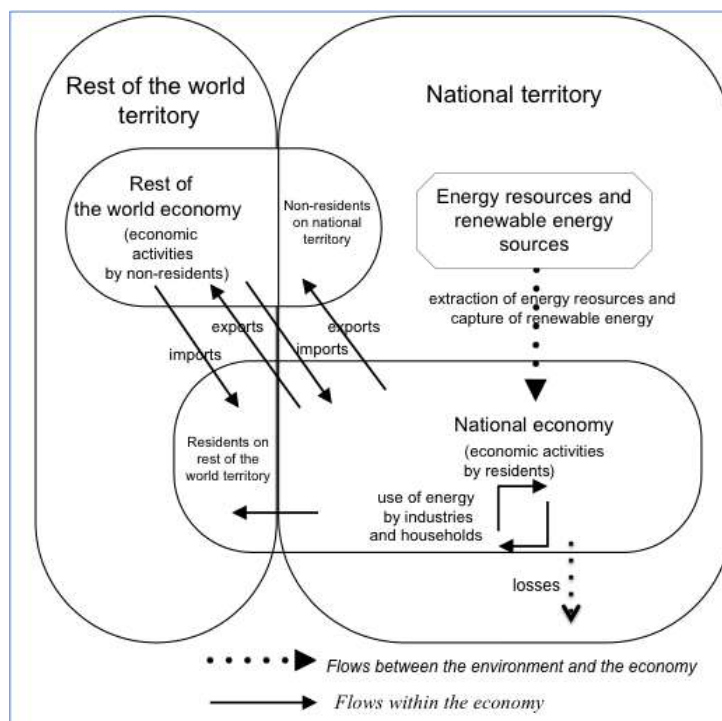 Rest of the world
territory
National territory
Rest of
the world economy
(economic
activities
by non-residents)
Non-residents
on national
territory
Energy resources and
renewable energy
sources
extraction of energy reosurces and
capture of renewable energy
exports
exports
imports
imports
National economy
(economic activities
by residents)
Residents on
rest of the
world territory
use of energy
by industries
and households
losses
Flows between the environment and the economy
Flows within the economy